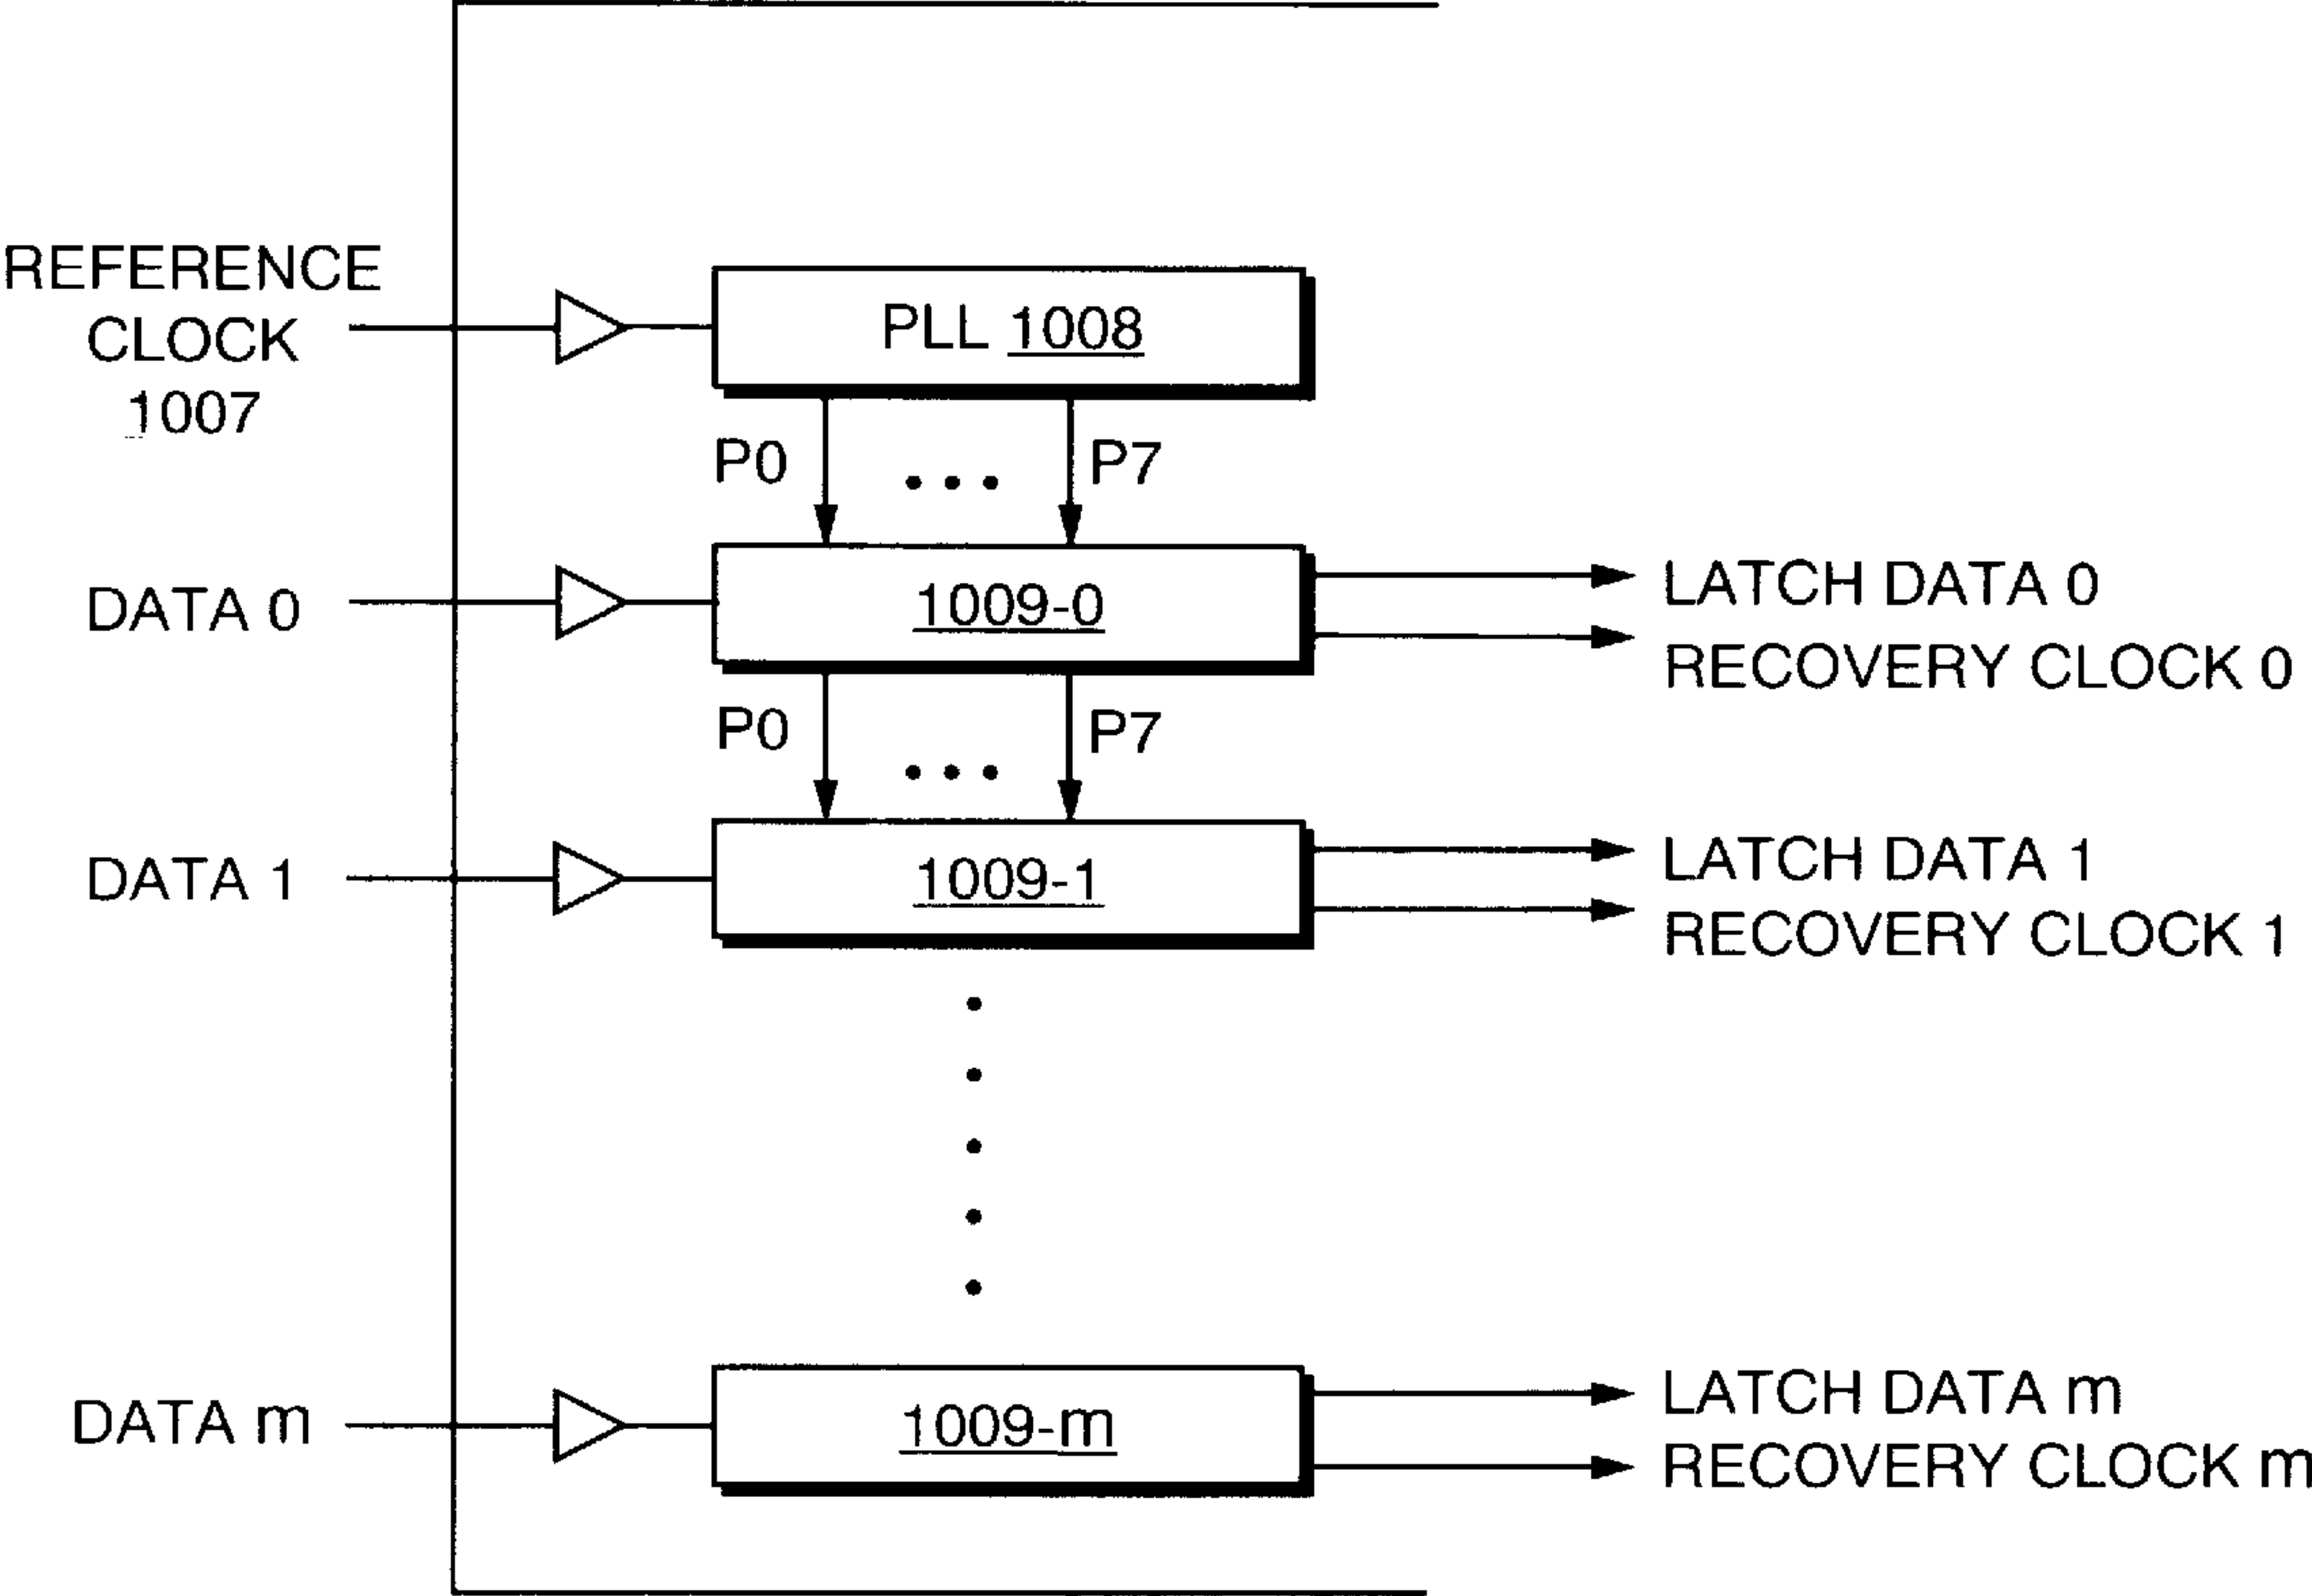 REFERENCE
CLOCK
1007
PLL 1008
P0
P7
DATA 0
1009-0
LATCH DATA 0
RECOVERY CLOCK 0
P0
P7
DATA 1
1009-1
LATCH DATA 1
RECOVERY CLOCK 1
DATA m
1009-m
LATCH DATA m
RECOVERY CLOCK m